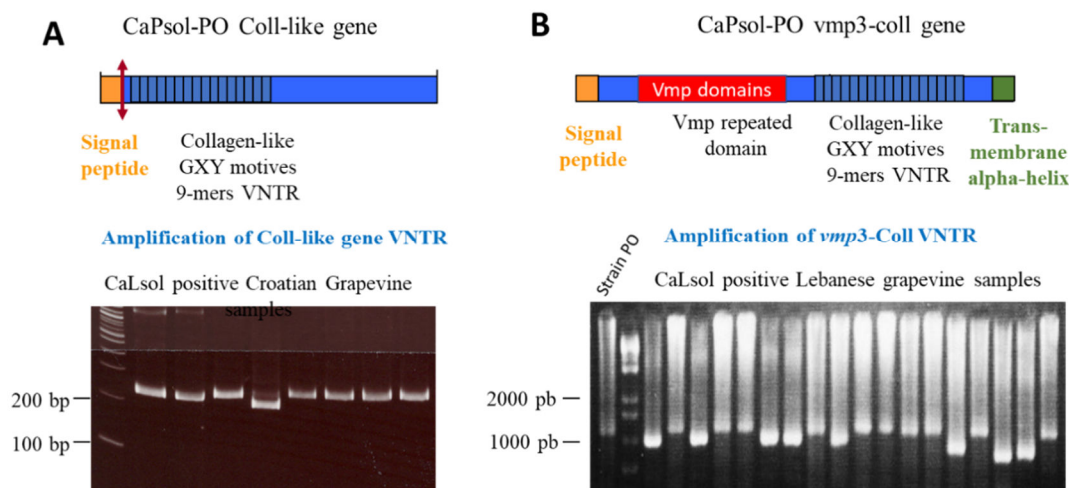 A
CaPsol-PO Coll-like gene
Signal
peptide
Collagen-like
GXY motives
9-mers VNTR
Amplification of Coll-like gene VNTR
CaLsol positive Croatian Grapevine
samples
200 bp
100 bp
B
CaPsol-PO vmp3-coll gene
Vmp domains
Signal
peptide
Vmp repeated
domain
Collagen-like
GXY motives
9-mers VNTR
Trans-
membrane
alpha-helix
Amplification of vmp3-Coll VNTR
Strain PO
CaLsol positive Lebanese grapevine samples
2000 pb
1000 pb